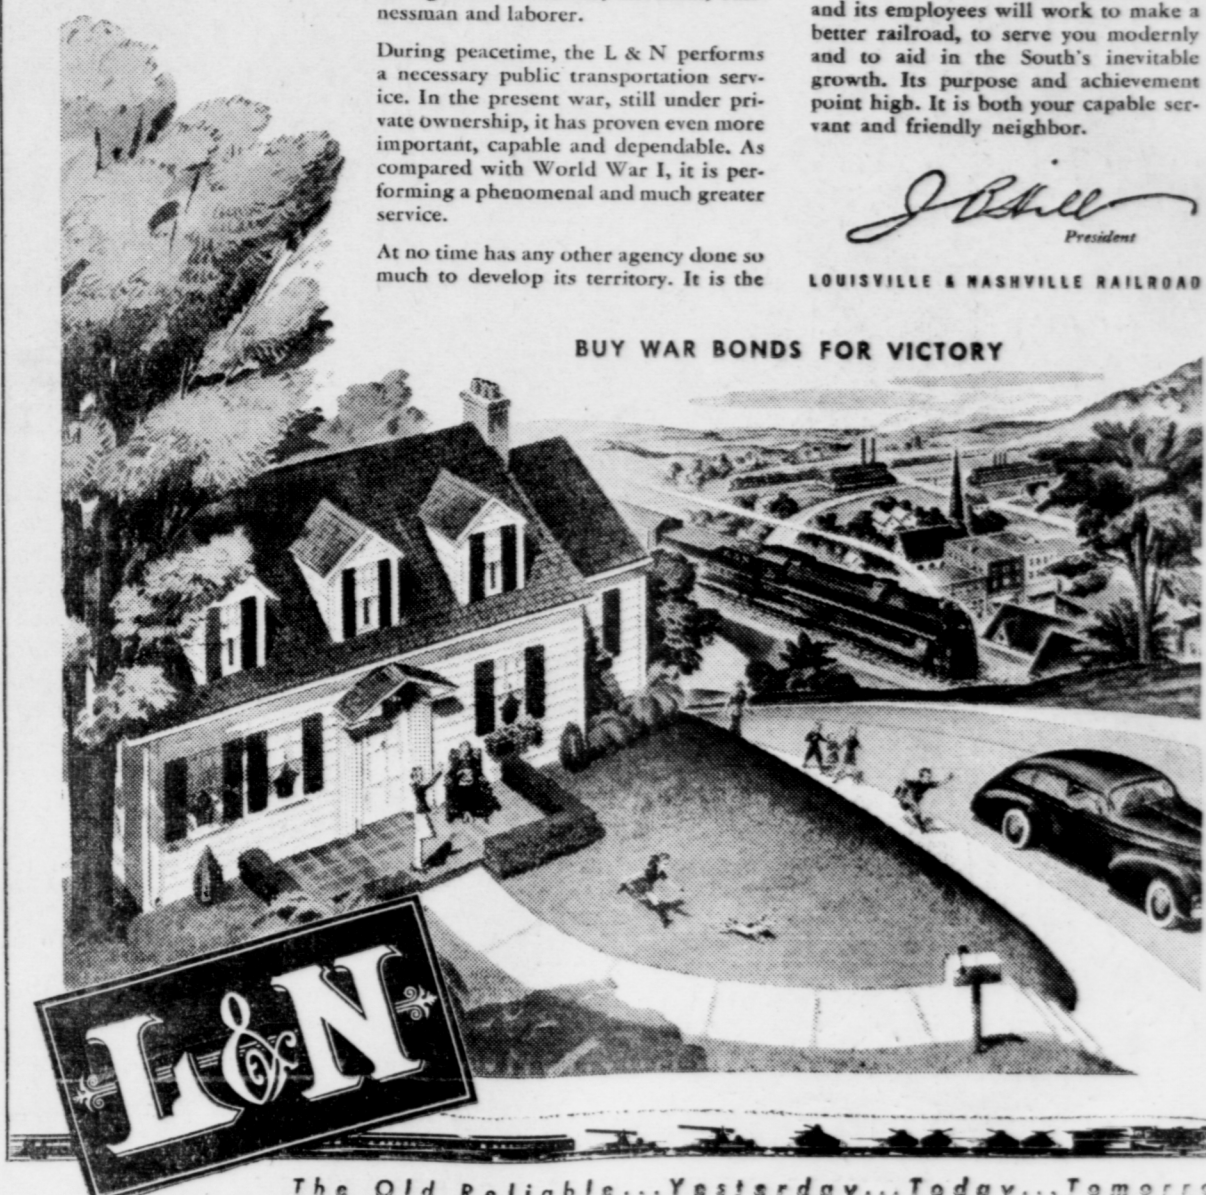 nessman and laborer.
During peacetime, the L & N performs
a necessary public transportation serv-
ice. In the present war, still under pri-
vate ownership, it has proven even more
important, capable and dependable. As
compared with World War I, it is per-
forming a phenomenal and much greater
service.
At no time has any other agency done so
much to develop its territory. It is the
and its employees will work to make a
better railroad, to serve you modernly
and to aid in the South's inevitable
growth. Its purpose and achievement
point high. It is both your capable ser-
vant and friendly neighbor.
J B Hill
President
LOUISVILLE & NASHVILLE RAILROAD
BUY WAR BONDS FOR VICTORY
L & N
The Old Reliable...Yesterday...Today...Tomorr